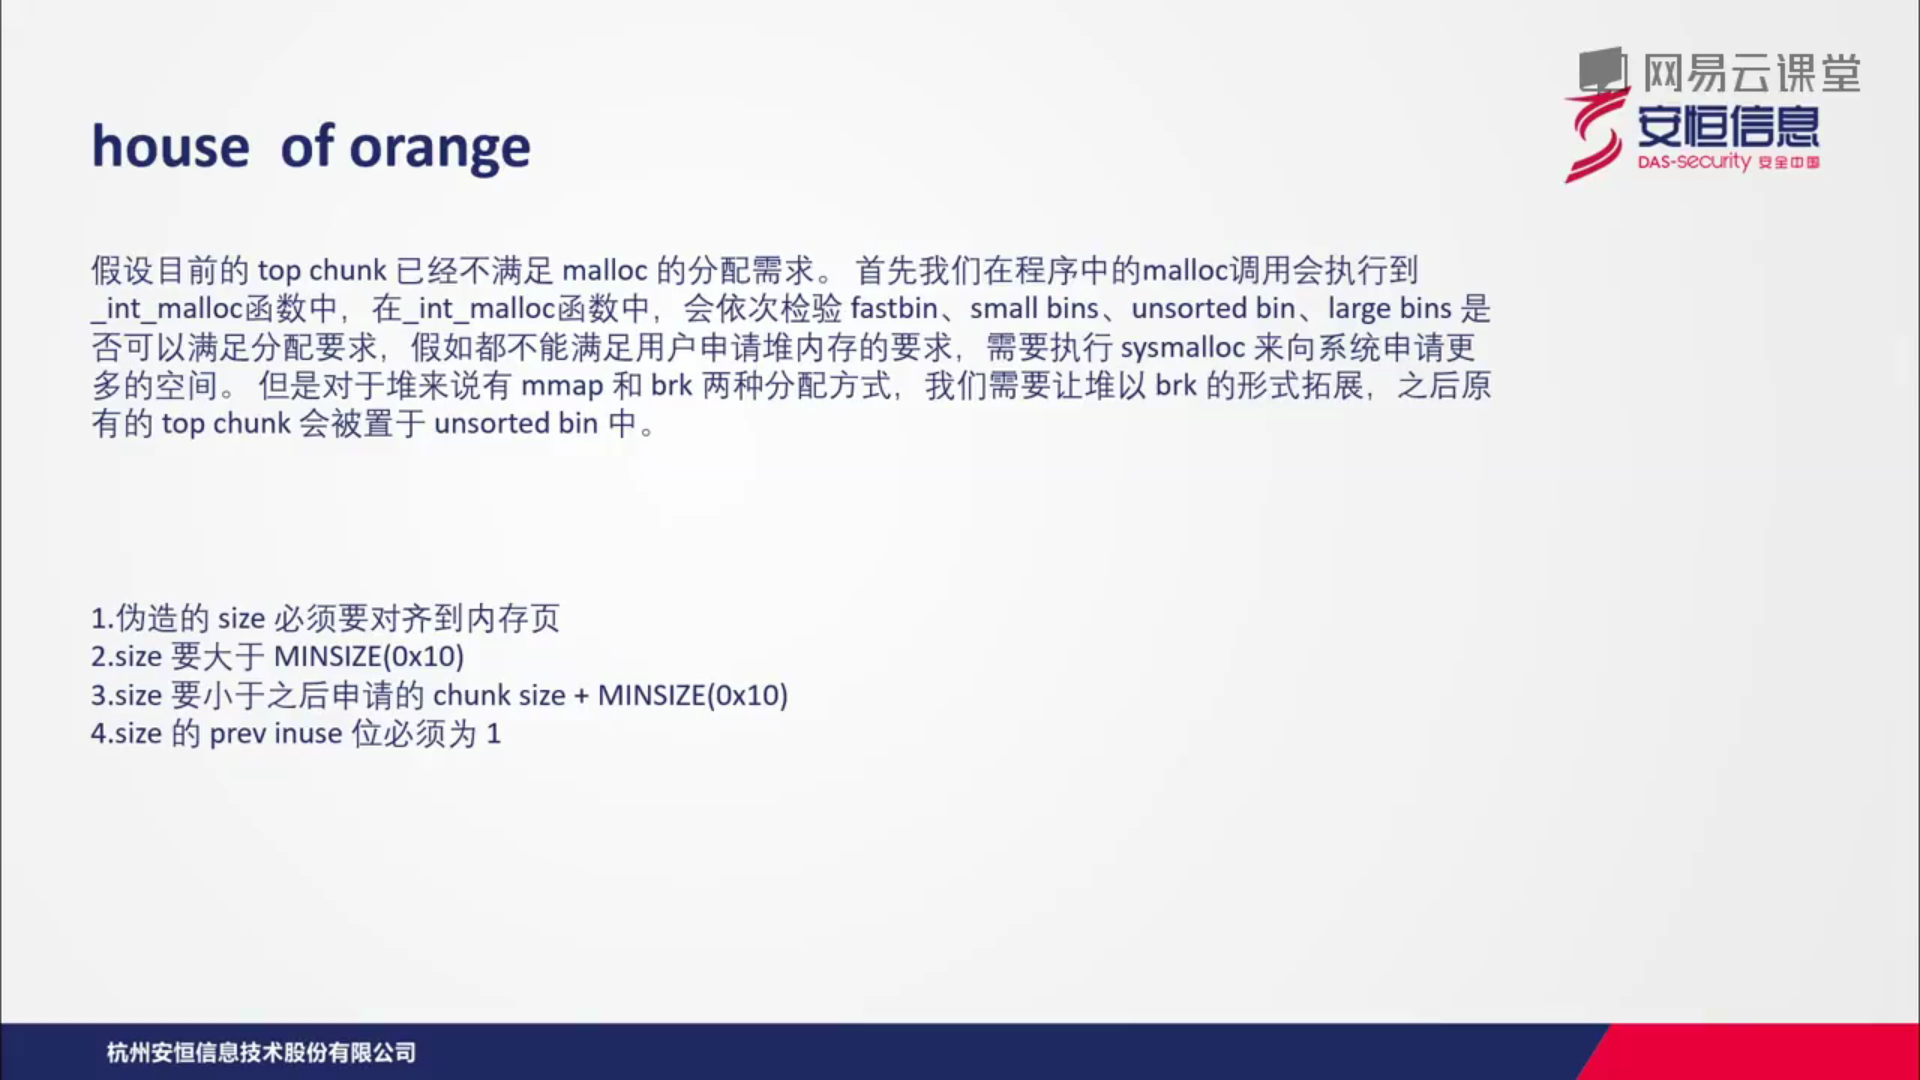 网易云课堂
安恒信息
DAS-security 安全中国
house of orange
假设目前的 top chunk 已经不满足 malloc 的分配需求。 首先我们在程序中的malloc调用会执行到
_int_malloc函数中，在_int_malloc函数中，会依次检验 fastbin、small bins、unsorted bin、large bins 是
否可以满足分配要求，假如都不能满足用户申请堆内存的要求，需要执行 sysmalloc 来向系统申请更
多的空间。 但是对于堆来说有 mmap 和 brk 两种分配方式，我们需要让堆以 brk 的形式拓展，之后原
有的 top chunk 会被置于 unsorted bin 中。
1.伪造的 size 必须要对齐到内存页
2.size 要大于 MINSIZE(0x10)
3.size 要小于之后申请的 chunk size + MINSIZE(0x10)
4.size 的 prev inuse 位必须为 1
杭州安恒信息技术股份有限公司